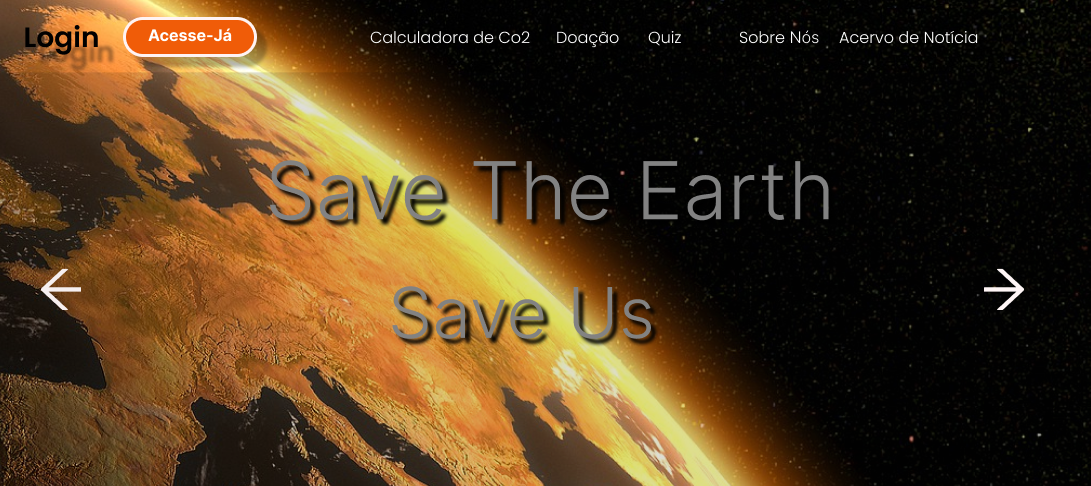 Login Acesse-Já Calculadora de Co2 Doação Quiz Sobre Nós Acervo de Notícia
Save The Earth
Save Us